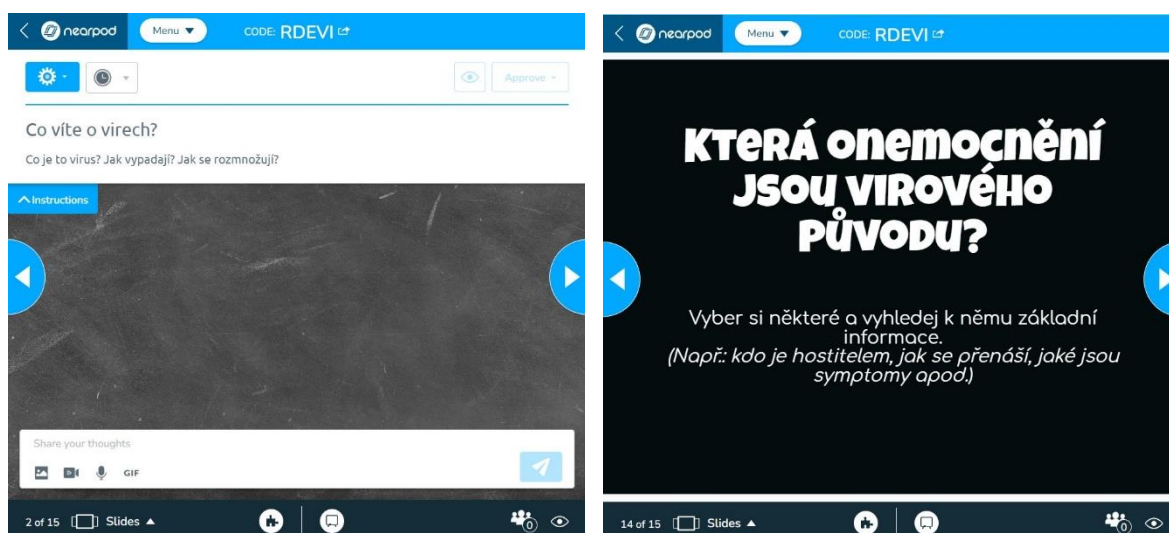 nearpod Menu CODE: RDEVI
Approve
Co víte o virech?
Co je to virus? Jak vypadají? Jak se rozmnožují?
Instructions
Share your thoughts
GIF
2 of 15 Slides 0
nearpod Menu CODE: RDEVI
Která onemocnění
jsou virového
původu?
Vyber si některé a vyhledej k němu základní
informace.
(Např.: kdo je hostitelem, jak se přenáší, jaké jsou
symptomy apod.)
14 of 15 Slides 0